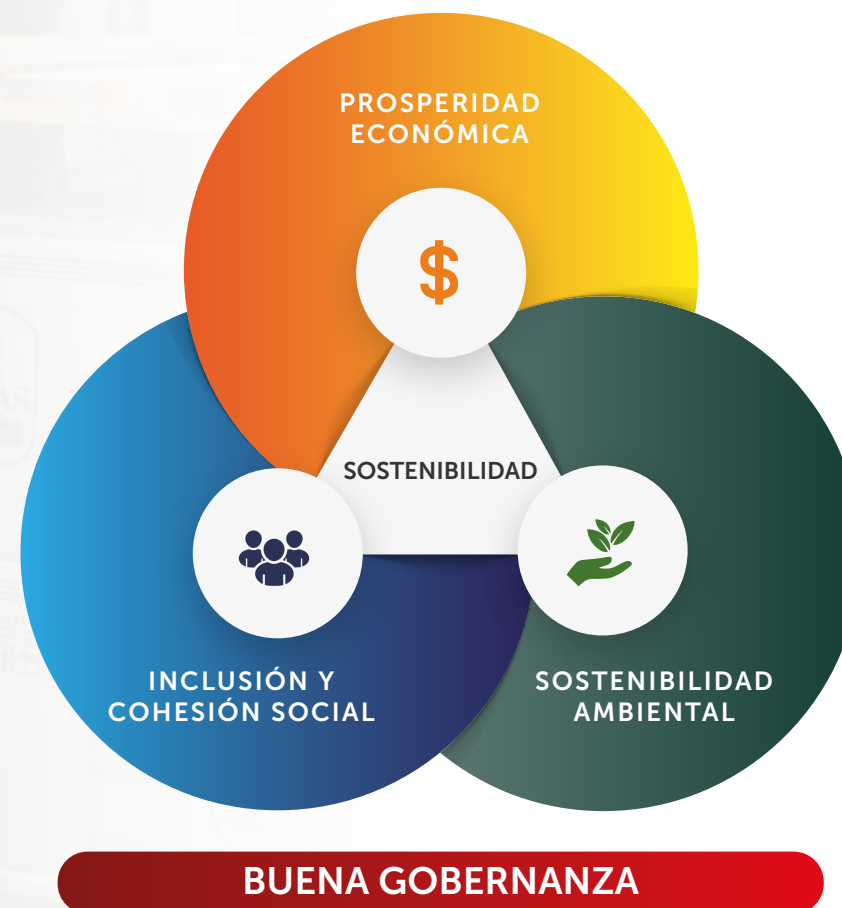 PROSPERIDAD
ECONÓMICA
$
SOSTENIBILIDAD
INCLUSIÓN Y
COHESIÓN SOCIAL
SOSTENIBILIDAD
AMBIENTAL
BUENA GOBERNANZA